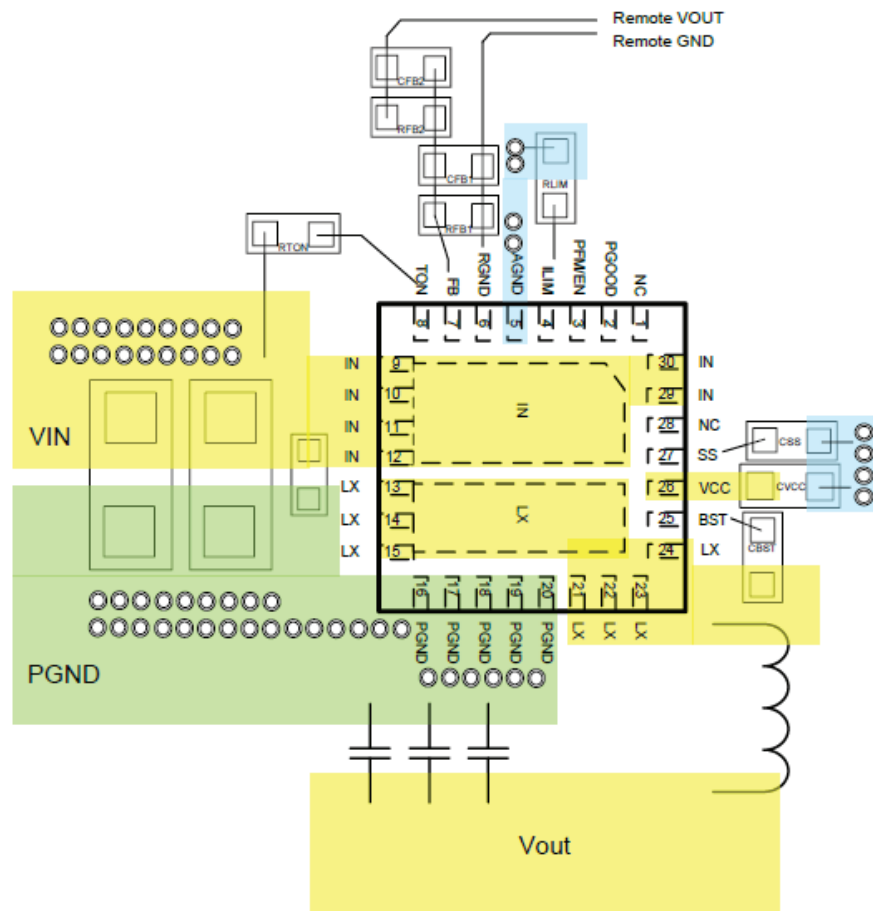 Remote VOUT
Remote GND
CFB2
RFB2
CFB1
RLIM
RFB1
RTON
TON
FB
RGND
AGND
ILIM
PFM/EN
PGOOD
NC
8
7
6
5
4
3
2
1
IN 9
IN 10
IN 11
IN 12
LX 13
LX 14
LX 15
IN
LX
30 IN
29 IN
28 NC
27 SS
26 VCC
25 BST
24 LX
CSS
CVCC
CBST
VIN
16
17
18
19
20
21
22
23
PGND
PGND
PGND
PGND
PGND
LX
LX
LX
PGND
Vout